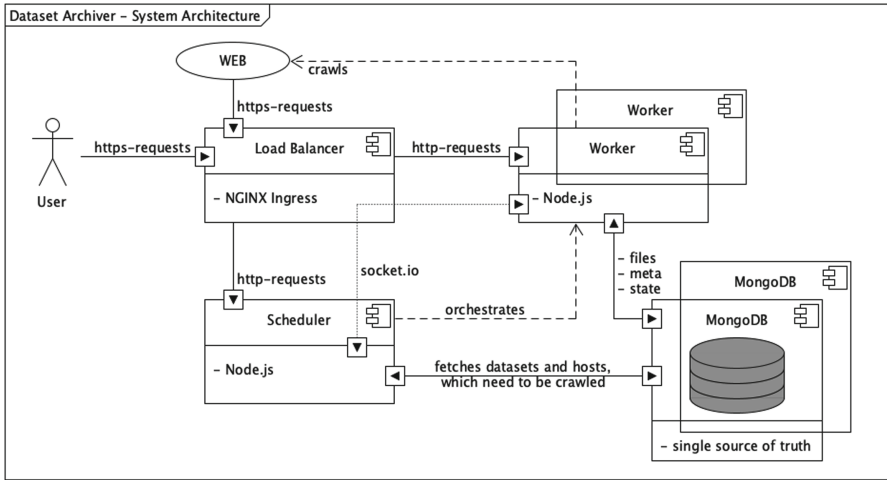 Dataset Archiver – System Architecture
WEB
crawls
https-requests
Worker
User
https-requests
Load Balancer
http-requests
Worker
- NGINX Ingress
- Node.js
socket.io
- files
- meta
- state
http-requests
MongoDB
Scheduler
orchestrates
MongoDB
- Node.js
fetches datasets and hosts,
which need to be crawled
- single source of truth